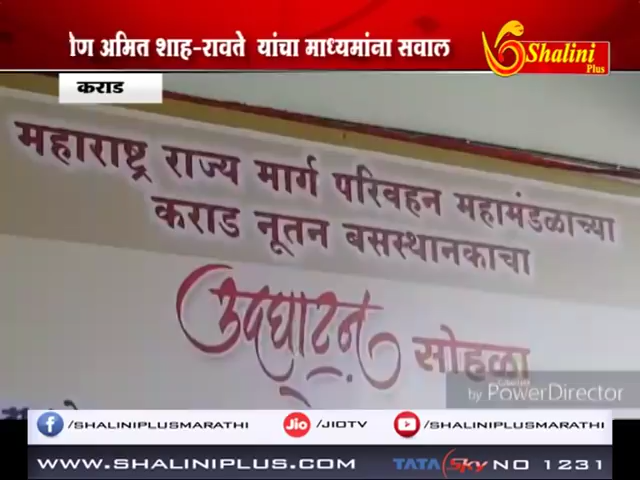 ोण अमित शाह-रावते यांचा माध्यमांना सवाल
Shalini
Plus
कराड
महाराष्ट्र राज्य मार्ग परिवहन महामंडळाच्या
कराड नूतन बसस्थानकाचा
उदघाटन सोहळा
by PowerDirector
/SHALINIPLUSMARATHI
Jio /JIOTV
/SHALINIPLUSMARATHI
WWW.SHALINIPLUS.COM
TATA Sky NO 1231